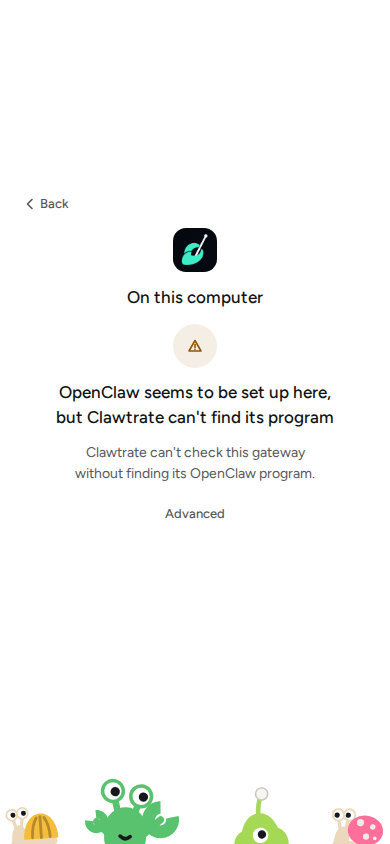 Back
On this computer
OpenClaw seems to be set up here,
but Clawtrate can't find its program
Clawtrate can't check this gateway
without finding its OpenClaw program.
Advanced